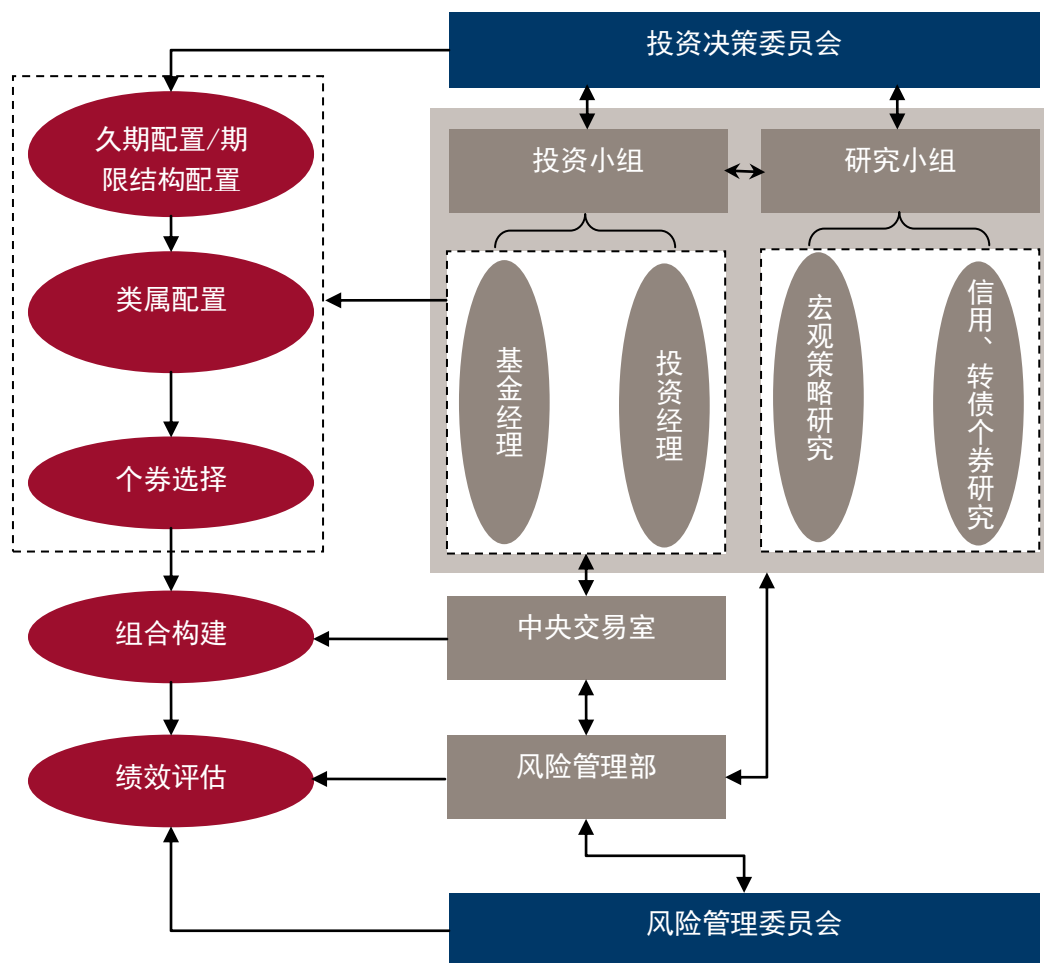 投资决策委员会
久期配置/期
限结构配置
投资小组
研究小组
类属配置
基金经理
投资经理
宏观策略研究
信用、转债个券研究
个券选择
组合构建
中央交易室
绩效评估
风险管理部
风险管理委员会